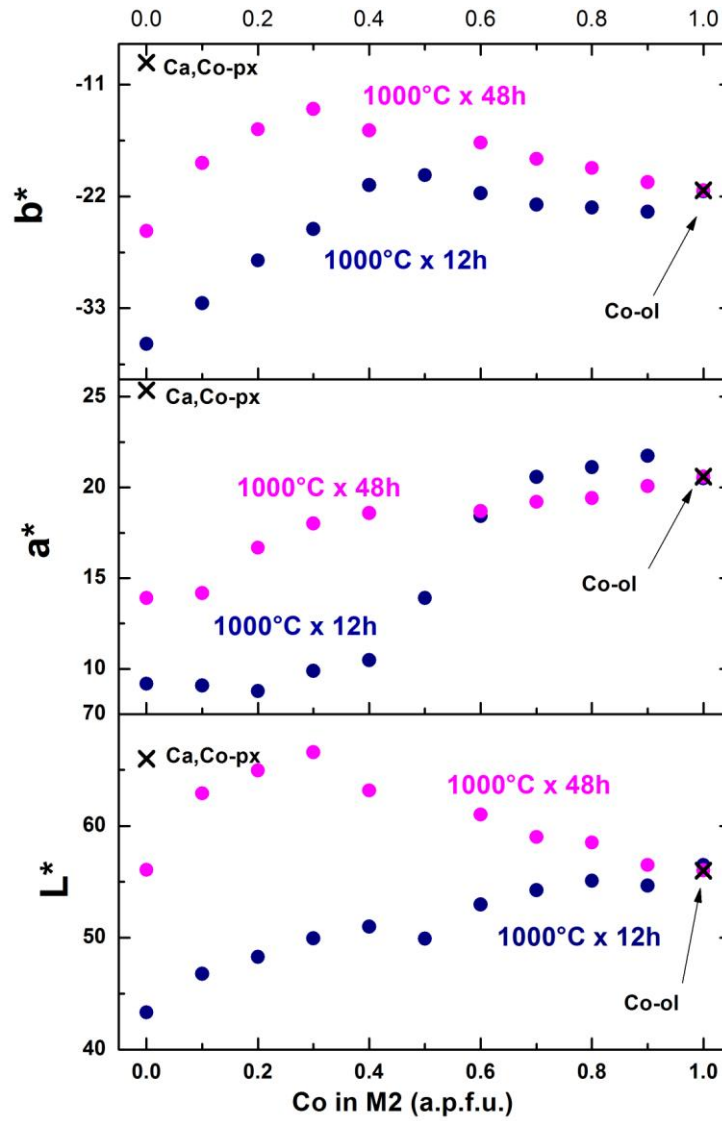 0.0 0.2 0.4 0.6 0.8 1.0
Ca,Co-px
-11
1000°C x 48h
b*
-22
1000°C x 12h
Co-ol
-33
25
Ca,Co-px
1000°C x 48h
20
a*
Co-ol
15
1000°C x 12h
10
70
Ca,Co-px
1000°C x 48h
60
L*
50
1000°C x 12h
Co-ol
40
0.0 0.2 0.4 0.6 0.8 1.0
Co in M2 (a.p.f.u.)